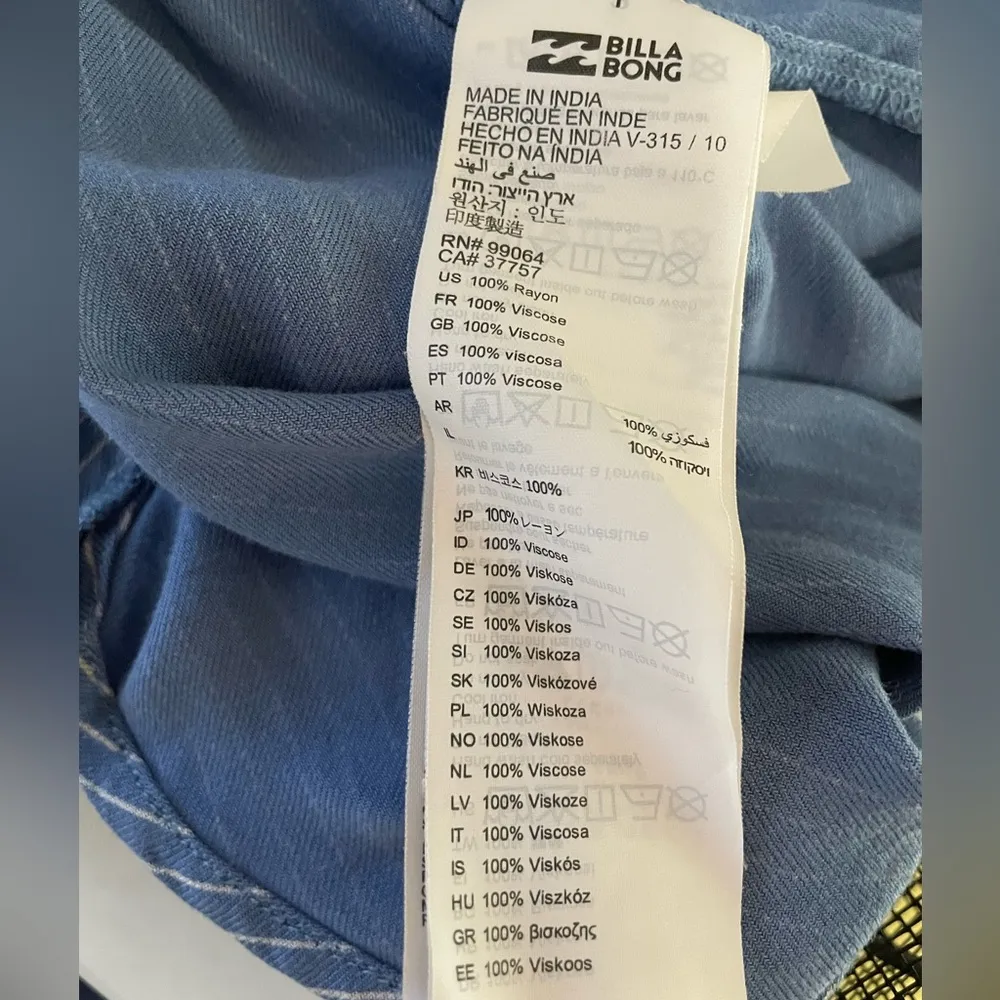 BILLA
BONG
MADE IN INDIA
FABRIQUÉ EN INDE
HECHO EN INDIA V-315 / 10
FEITO NA ÍNDIA
صنع في الهند
ארץ הייצור: הודו
원산지 : 인도
印度製造
RN# 99064
CA# 37757
US 100% Rayon
FR 100% Viscose
GB 100% Viscose
ES 100% viscosa
PT 100% Viscose
AR 100% فسكوزي
IL 100% ויסקוזה
KR 비스코스 100%
JP 100%レーヨン
ID 100% Viscose
DE 100% Viskose
CZ 100% Viskóza
SE 100% Viskos
SI 100% Viskoza
SK 100% Viskózové
PL 100% Wiskoza
NO 100% Viskose
NL 100% Viscose
LV 100% Viskoze
IT 100% Viscosa
IS 100% Viskós
HU 100% Viszkóz
GR 100% βισκοζης
EE 100% Viskoos